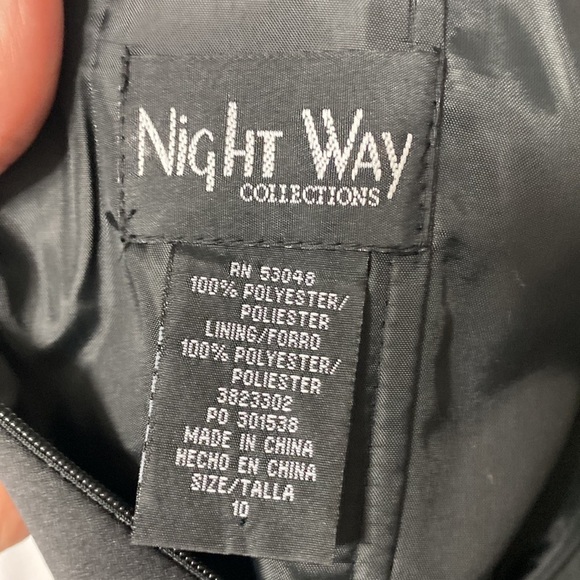 NigHt WAY
COLLECTIONS
RN 53048
100% POLYESTER/
POLIESTER
LINING/FORRO
100% POLYESTER/
POLIESTER
3823302
PO 301538
MADE IN CHINA
HECHO EN CHINA
SIZE/TALLA
10